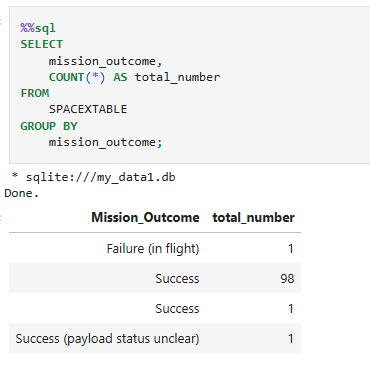 %%sql
SELECT
mission_outcome,
COUNT(*) AS total_number
FROM
SPACEXTABLE
GROUP BY
mission_outcome;
* sqlite:///my_data1.db
Done.
Mission_Outcome total_number
Failure (in flight) 1
Success 98
Success 1
Success (payload status unclear) 1